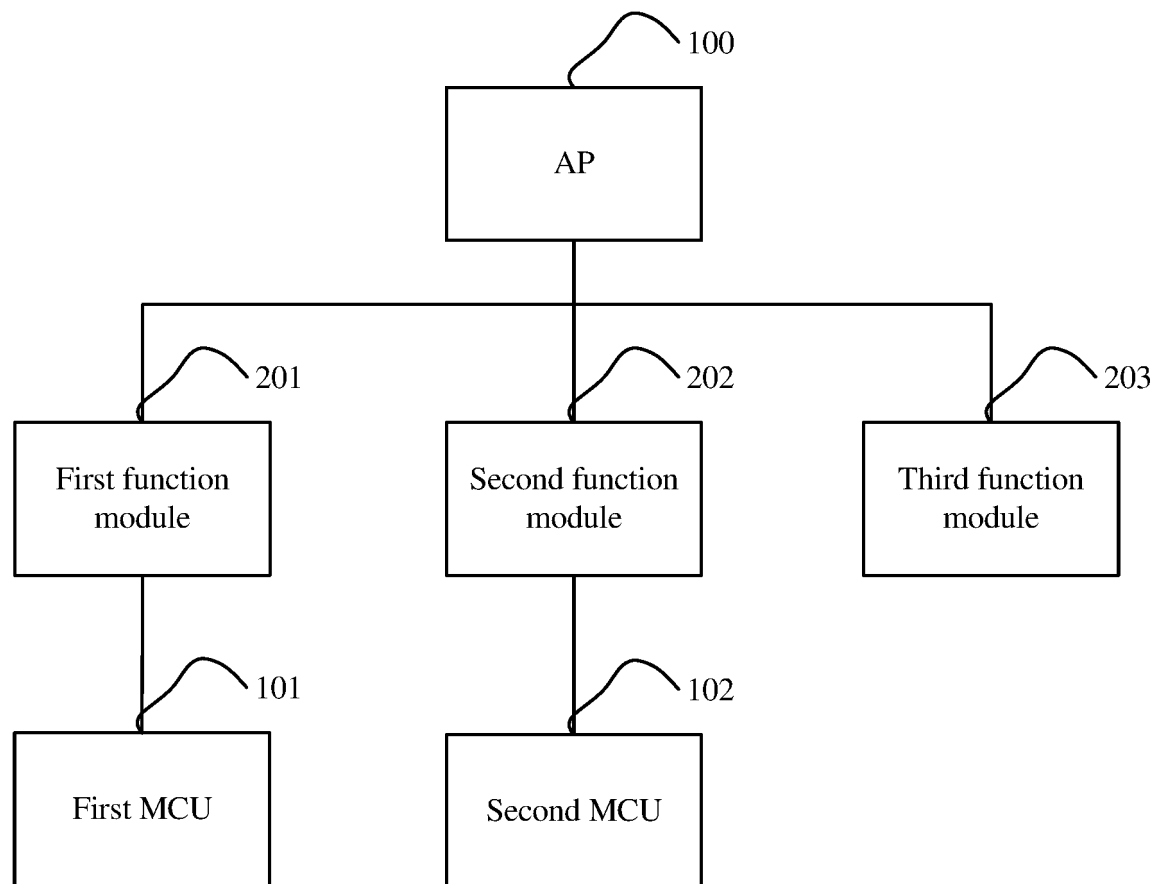 100
AP
201
202
203
First function
module
Second function
module
Third function
module
101
102
First MCU
Second MCU